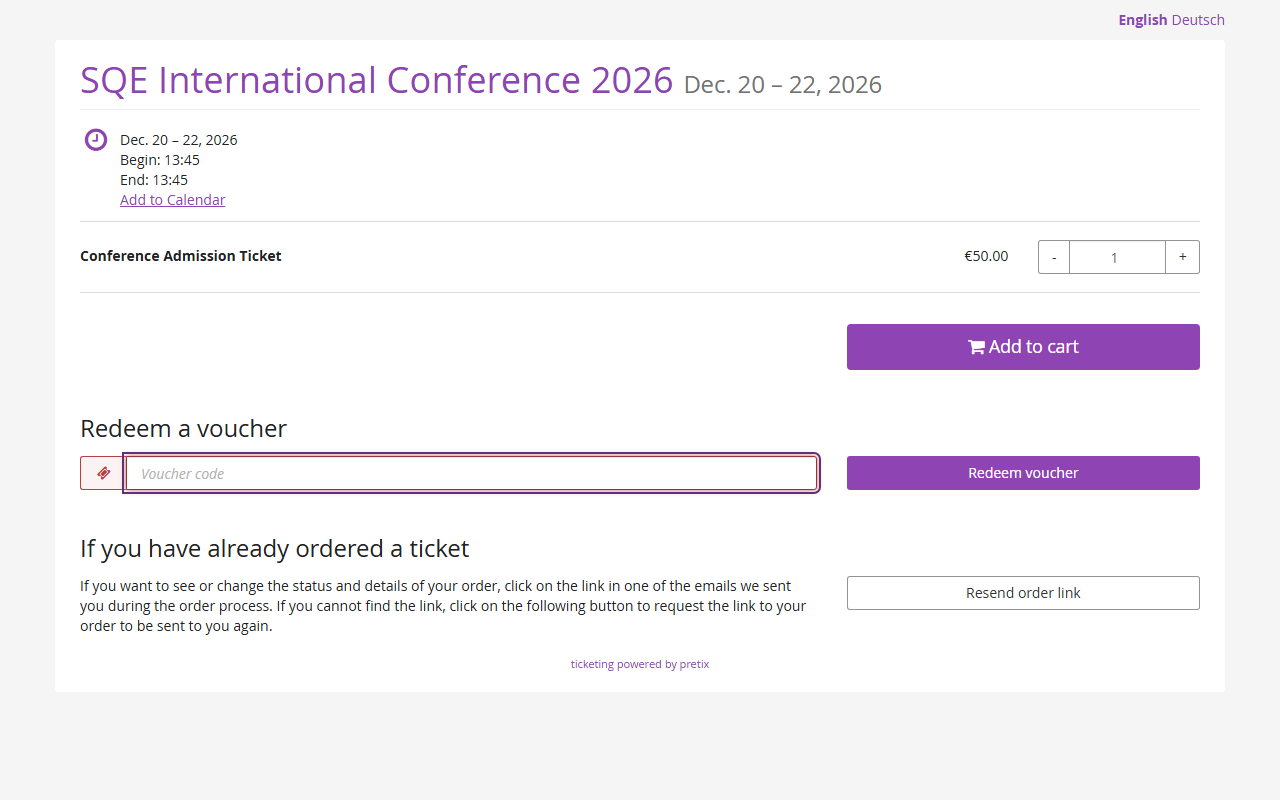 English Deutsch
SQE International Conference 2026 Dec. 20 – 22, 2026
Dec. 20 – 22, 2026
Begin: 13:45
End: 13:45
Add to Calendar
Conference Admission Ticket €50.00 - 1 +
Add to cart
Redeem a voucher
Voucher code Redeem voucher
If you have already ordered a ticket
If you want to see or change the status and details of your order, click on the link in one of the emails we sent
you during the order process. If you cannot find the link, click on the following button to request the link to your
order to be sent to you again.
Resend order link
ticketing powered by pretix